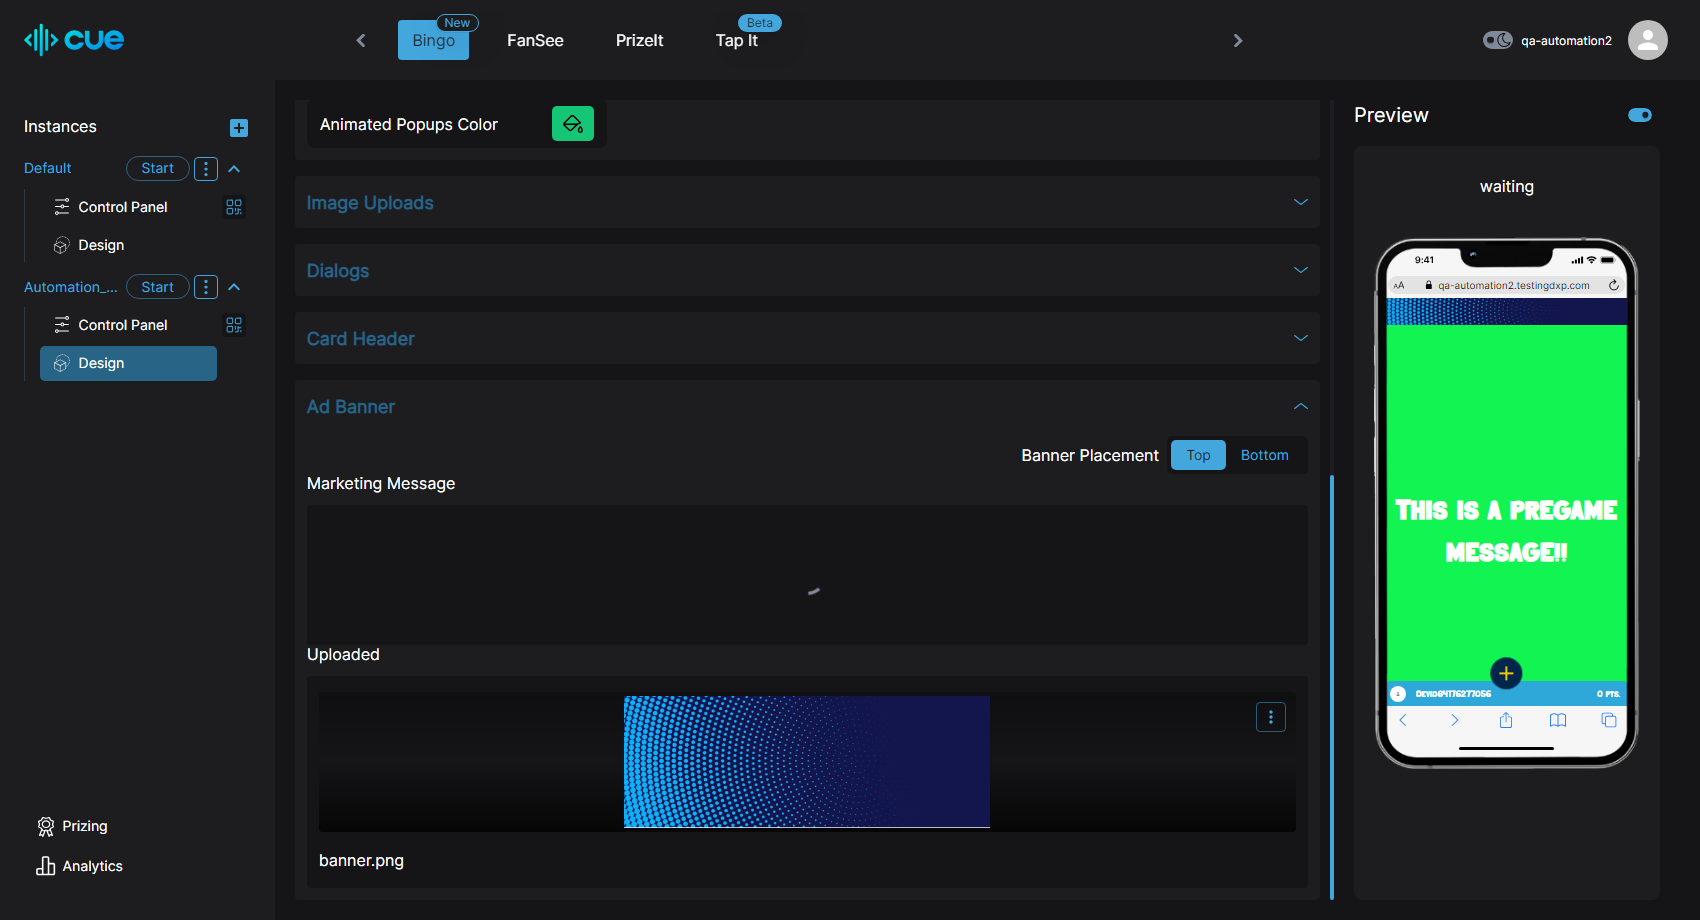 cue
Bingo
New
FanSee
PrizeIt
Tap It
Beta
qa-automation2
Instances
Default
Start
Control Panel
Design
Automation_...
Start
Control Panel
Design
Prizing
Analytics
Animated Popups Color
Image Uploads
Dialogs
Card Header
Ad Banner
Banner Placement
Top
Bottom
Marketing Message
Uploaded
banner.png
Preview
waiting
9:41
AA
qa-automation2.testingdxp.com
THIS IS A PREGAME
MESSAGE!!
DEVID84176277056
0 PTS.